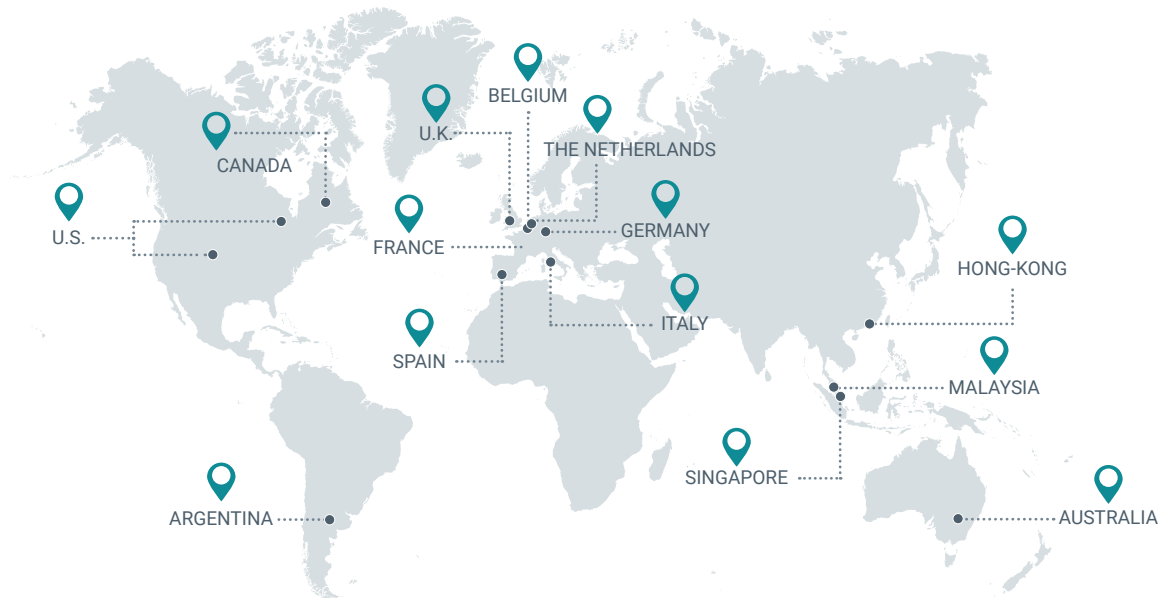 BELGIUM
U.K.
THE NETHERLANDS
CANADA
U.S.
FRANCE
GERMANY
HONG-KONG
ITALY
SPAIN
MALAYSIA
SINGAPORE
ARGENTINA
AUSTRALIA